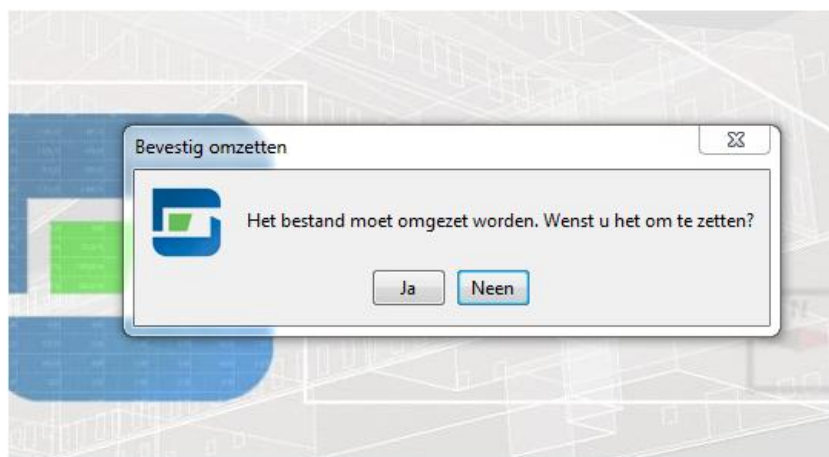 Bevestig omzetten
Het bestand moet omgezet worden. Wenst u het om te zetten?
Ja
Neen